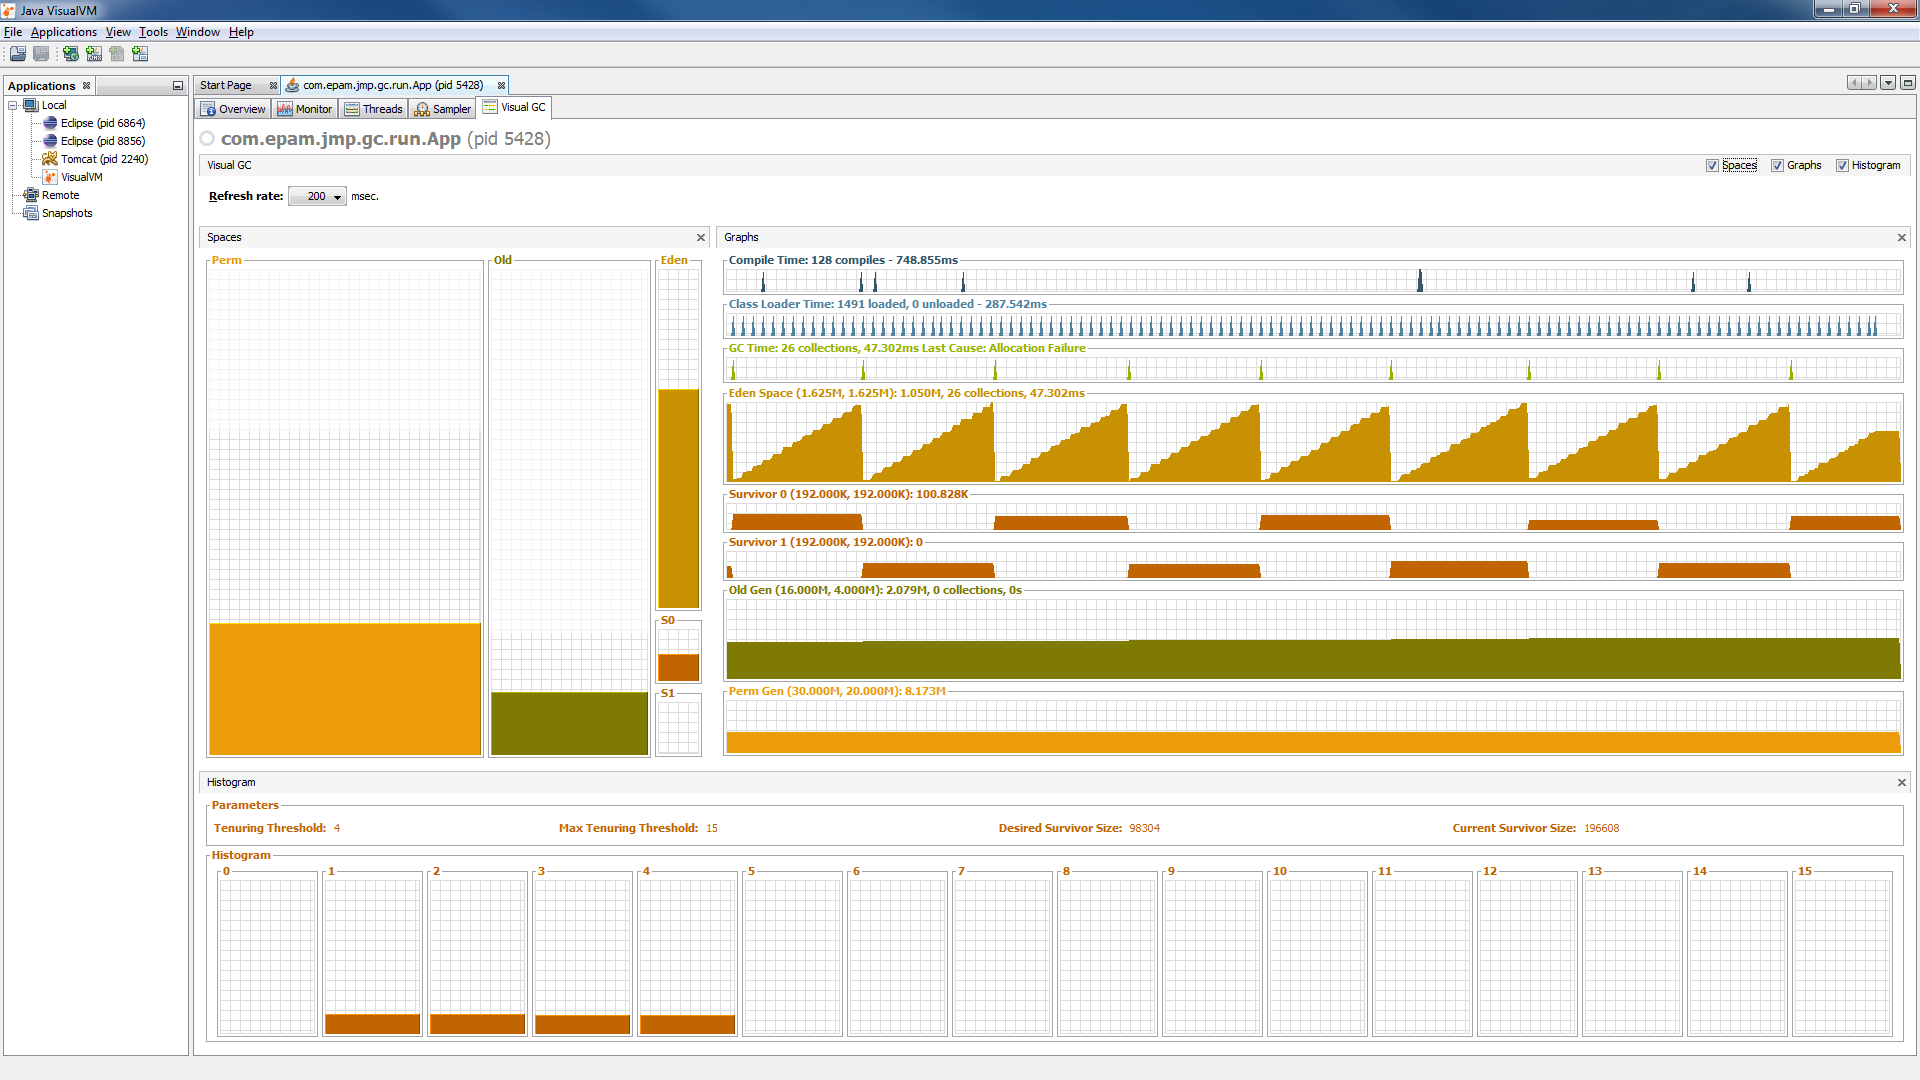 Java VisualVM
File Applications View Tools Window Help
Applications
Start Page
com.epam.jmp.gc.run.App (pid 5428)
Local
Eclipse (pid 6864)
Eclipse (pid 8856)
Tomcat (pid 2240)
VisualVM
Remote
Snapshots
Overview Monitor Threads Sampler Visual GC
com.epam.jmp.gc.run.App (pid 5428)
Visual GC
Spaces Graphs Histogram
Refresh rate: 200 msec.
Spaces
Perm
Old
Eden
S0
S1
Graphs
Compile Time: 128 compiles - 748.855ms
Class Loader Time: 1491 loaded, 0 unloaded - 287.542ms
GC Time: 26 collections, 47.302ms Last Cause: Allocation Failure
Eden Space (1.625M, 1.625M): 1.050M, 26 collections, 47.302ms
Survivor 0 (192.000K, 192.000K): 100.828K
Survivor 1 (192.000K, 192.000K): 0
Old Gen (16.000M, 4.000M): 2.079M, 0 collections, 0s
Perm Gen (30.000M, 20.000M): 8.173M
Histogram
Parameters
Tenuring Threshold: 4 Max Tenuring Threshold: 15 Desired Survivor Size: 98304 Current Survivor Size: 196608
Histogram
0 1 2 3 4 5 6 7 8 9 10 11 12 13 14 15